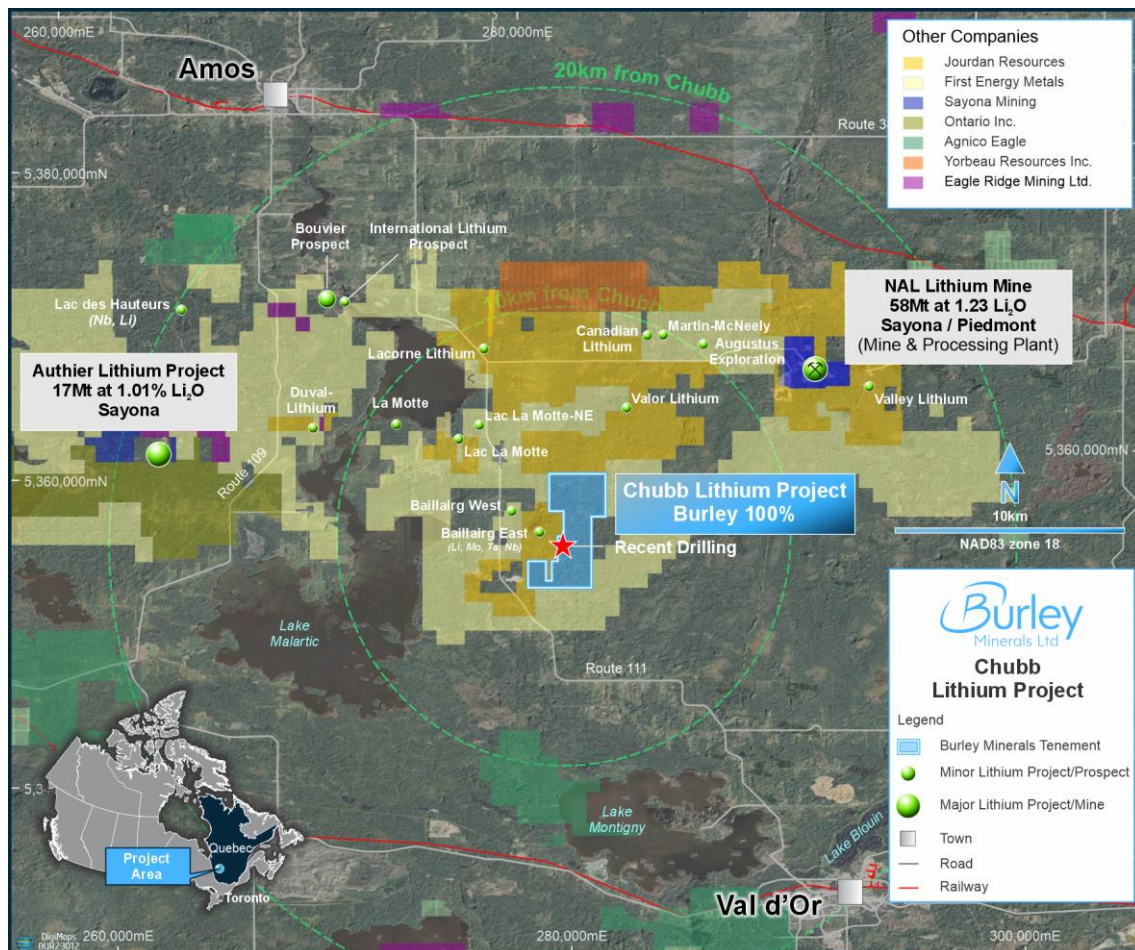 260,000mE
280,000mE
Amos
20km from Chubb
Route 3
5,380,000mN
Other Companies
Jourdan Resources
First Energy Metals
Sayona Mining
Ontario Inc.
Agnico Eagle
Yorbeau Resources Inc.
Eagle Ridge Mining Ltd.
Bouvier
Prospect
International Lithium
Prospect
Lac des Hauteurs
(Nb, Li)
10km from Chubb
Canadian
Lithium
Martin-McNeely
Augustus
Exploration
NAL Lithium Mine
58Mt at 1.23 Li₂O
Sayona / Piedmont
(Mine & Processing Plant)
Lacorne Lithium
Authier Lithium Project
17Mt at 1.01% Li₂O
Sayona
Duval-
Lithium
La Motte
Lac La Motte-NE
Lac La Motte
Valor Lithium
Valley Lithium
Route 109
5,360,000mN
5,360,000mN
Chubb Lithium Project
Burley 100%
Baillairg West
Baillairg East
(Li, Mo, Ta, Nb)
Recent Drilling
N
10km
NAD83 zone 18
Lake
Malartic
Route 111
Burley
Minerals Ltd
Chubb
Lithium Project
Legend
Burley Minerals Tenement
Minor Lithium Project/Prospect
Major Lithium Project/Mine
Town
Road
Railway
5,3
Lake
Montigny
Lake Blouin
Quebec
Project
Area
Toronto
Val d'Or
DigiMaps
BUR23012
260,000mE
280,000mE
300,000mE